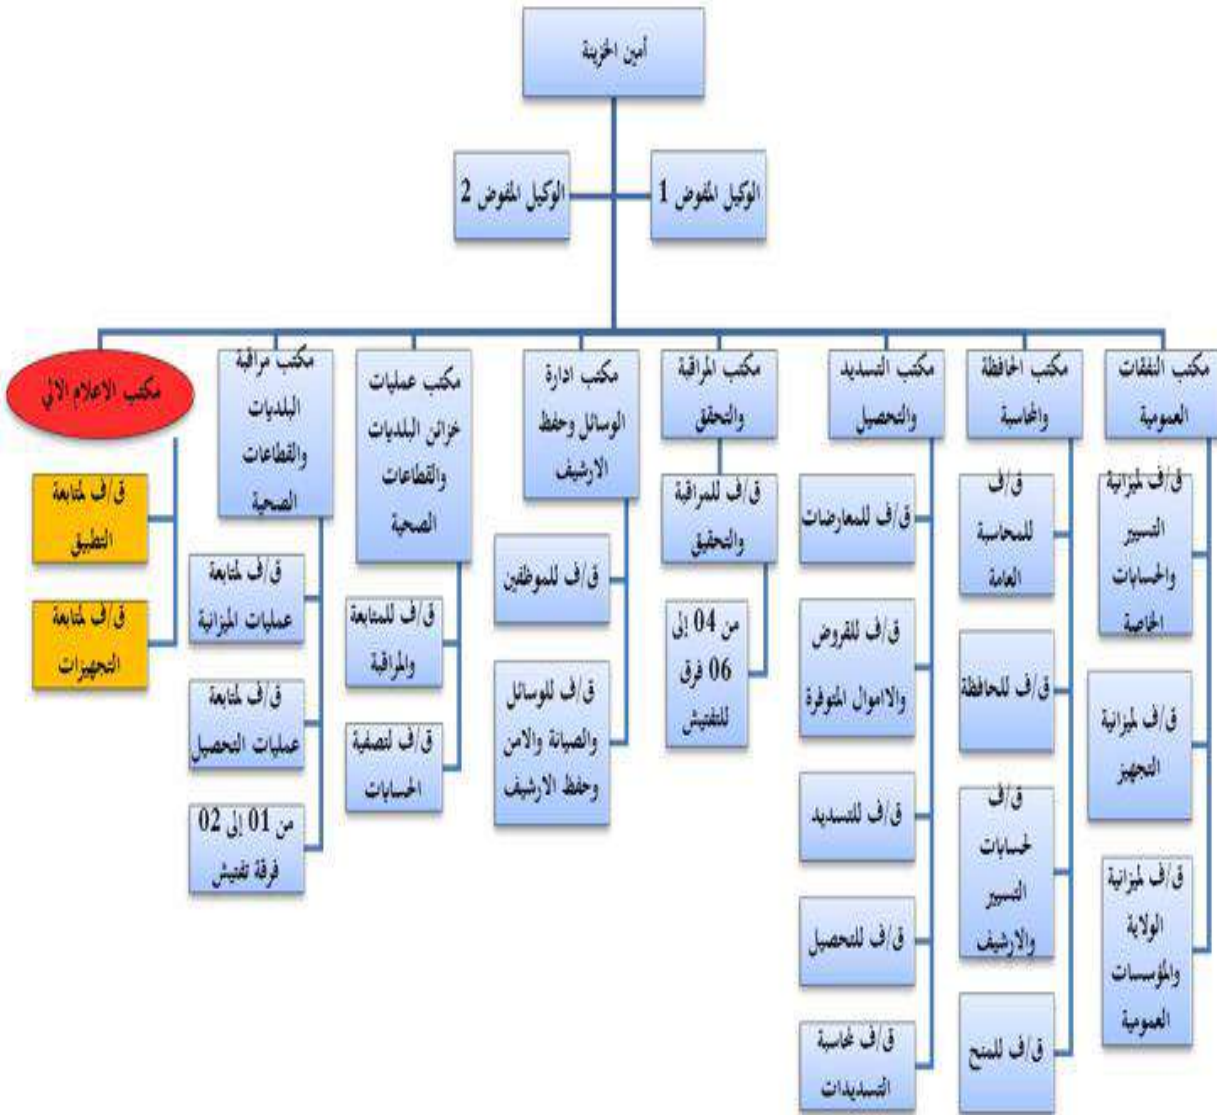 أمين الخزينة
الوكيل المفوض 1
الوكيل المفوض 2
مكتب النفقات
العمومية
ق/ف لميزانية
التسيير
والحسابات
الخاصة
ق/ف لميزانية
التجهيز
ق/ف لميزانية
الولاية
والمؤسسات
العمومية
مكتب الحافظة
والمحاسبة
ق/ف
للمحاسبة
العامة
ق/ف للحافظة
ق/ف
لحسابات
التسيير
والارشيف
ق/ف للمنح
مكتب التسديد
والتحصيل
ق/ف للمعارضات
ق/ف للقروض
والااموال المتوفرة
ق/ف للتسديد
ق/ف للتحصيل
ق/ف لمحاسبة
التسديدات
مكتب المراقبة
والتحقق
ق/ف للمراقبة
والتحقيق
من 04 إلى
06 فرق
للتفتيش
مكتب ادارة
الوسائل وحفظ
الارشيف
ق/ف للموظفين
ق/ف للوسائل
والصيانة والامن
وحفظ الارشيف
مكتب عمليات
خزائن البلديات
والقطاعات
الصحية
ق/ف للمتابعة
والمراقبة
ق/ف لتصفية
الحسابات
مكتب مراقبة
البلديات
والقطاعات
الصحية
ق/ف لمتابعة
عمليات الميزانية
ق/ف لمتابعة
عمليات التحصيل
من 01 إلى 02
فرقة تفتيش
مكتب الاعلام الالي
ق/ف لمتابعة
التطبيق
ق/ف لمتابعة
التجهيزات